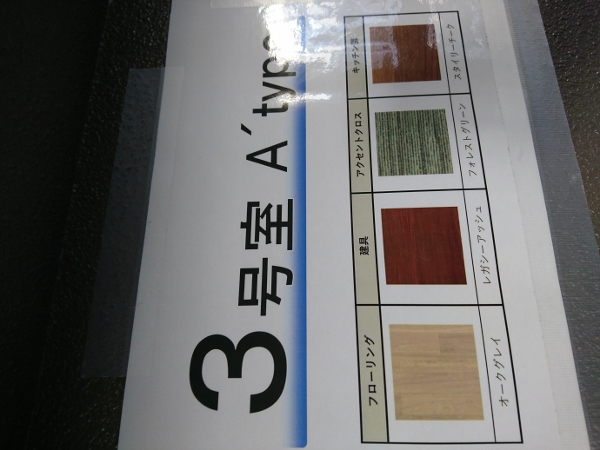 3号室 A´type
フローリング 建具 アクセントクロス キッチン扉
オークグレイ レガシーアッシュ フォレストグリーン スタイリーチーク